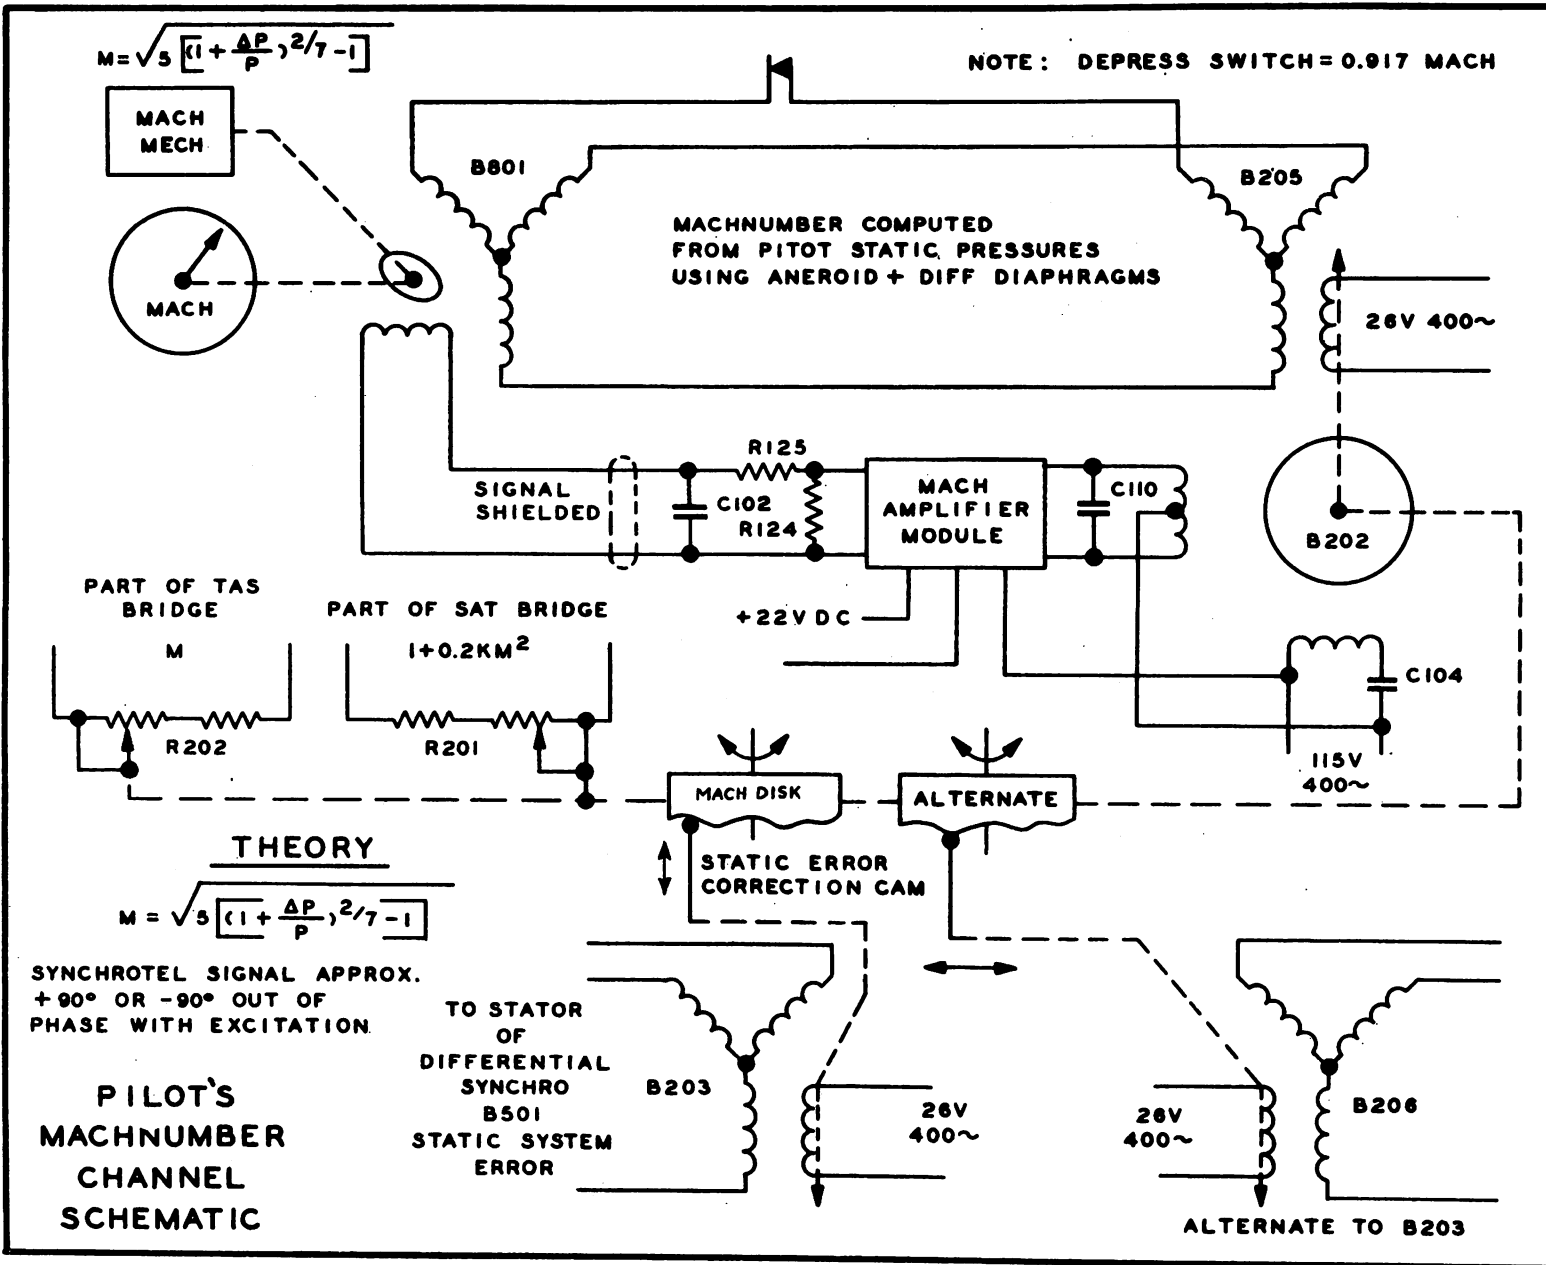 M=√5 [(1+ ΔP/P )2/7 -1]
NOTE: DEPRESS SWITCH=0.917 MACH
MACH
MECH
B801
B205
MACHNUMBER COMPUTED
FROM PITOT STATIC PRESSURES
USING ANEROID + DIFF DIAPHRAGMS
MACH
26V 400~
R125
SIGNAL
SHIELDED
C102
R124
MACH
AMPLIFIER
MODULE
C110
B202
PART OF TAS
BRIDGE
M
PART OF SAT BRIDGE
1+0.2KM²
+22V DC
C104
R202
R201
115V
400~
MACH DISK
ALTERNATE
THEORY
STATIC ERROR
CORRECTION CAM
M = √5 [(1+ ΔP/P )2/7 -1]
SYNCHROTEL SIGNAL APPROX.
+90° OR -90° OUT OF
PHASE WITH EXCITATION
TO STATOR
OF
DIFFERENTIAL
SYNCHRO
B501
STATIC SYSTEM
ERROR
B203
26V
400~
26V
400~
B206
PILOT'S
MACHNUMBER
CHANNEL
SCHEMATIC
ALTERNATE TO B203